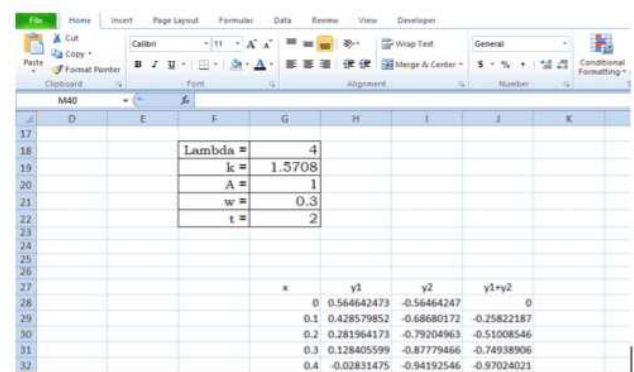 File Home Insert Page Layout Formulas Data Review View Developer
Cut
Copy
Format Painter
Paste
Calibri 11 A A
B I U A
Wrap Text
Merge & Center
General
$ % ,
Conditional
Formatting
Clipboard Font Alignment Number
M40 fx
D E F G H I J K
17
18 Lambda = 4
19 k = 1.5708
20 A = 1
21 w = 0.3
22 t = 2
23
24
25
26
27 x y1 y2 y1+y2
28 0 0.564642473 -0.56464247 0
29 0.1 0.428579852 -0.68680172 -0.25822187
30 0.2 0.281964173 -0.79204963 -0.51008546
31 0.3 0.128405599 -0.87779466 -0.74938906
32 0.4 -0.02831475 -0.94192546 -0.97024021